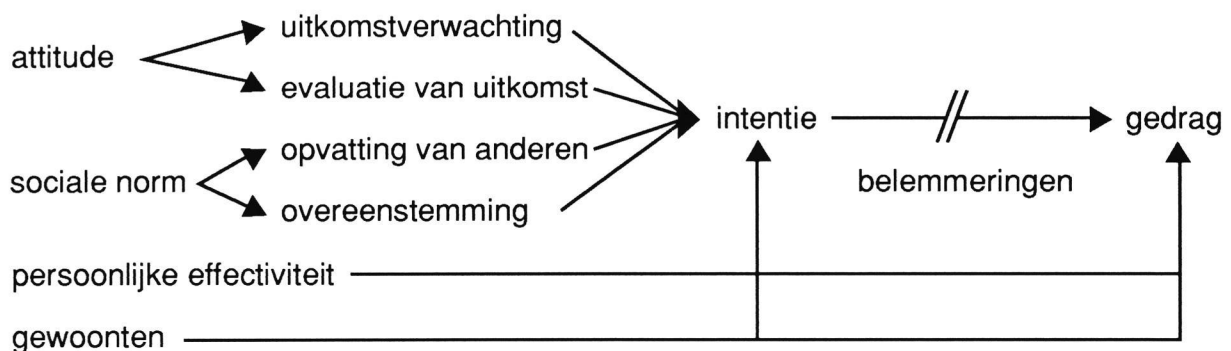 uitkomstverwachting
attitude
evaluatie van uitkomst
intentie
gedrag
opvatting van anderen
sociale norm
belemmeringen
overeenstemming
persoonlijke effectiviteit
gewoonten